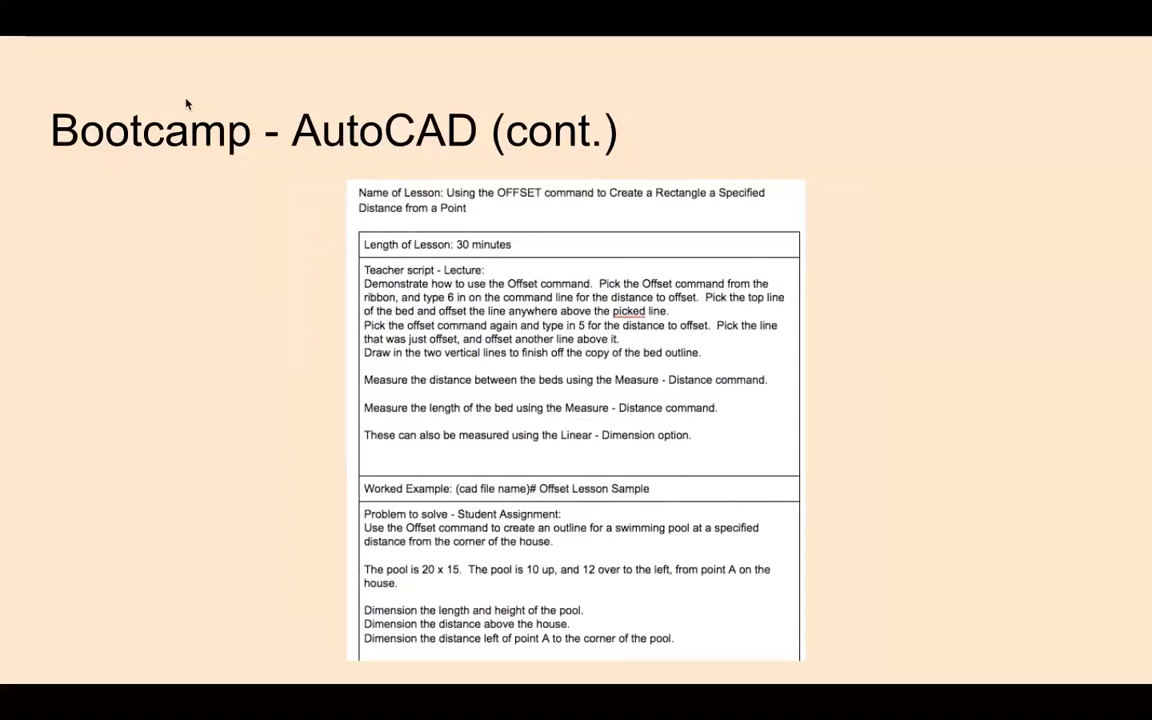 Bootcamp - AutoCAD (cont.)
Name of Lesson: Using the OFFSET command to Create a Rectangle a Specified
Distance from a Point
Length of Lesson: 30 minutes
Teacher script - Lecture:
Demonstrate how to use the Offset command. Pick the Offset command from the
ribbon, and type 6 in on the command line for the distance to offset. Pick the top line
of the bed and offset the line anywhere above the picked line.
Pick the offset command again and type in 5 for the distance to offset. Pick the line
that was just offset, and offset another line above it.
Draw in the two vertical lines to finish off the copy of the bed outline.
Measure the distance between the beds using the Measure - Distance command.
Measure the length of the bed using the Measure - Distance command.
These can also be measured using the Linear - Dimension option.
Worked Example: (cad file name)# Offset Lesson Sample
Problem to solve - Student Assignment:
Use the Offset command to create an outline for a swimming pool at a specified
distance from the corner of the house.
The pool is 20 x 15. The pool is 10 up, and 12 over to the left, from point A on the
house.
Dimension the length and height of the pool.
Dimension the distance above the house.
Dimension the distance left of point A to the corner of the pool.